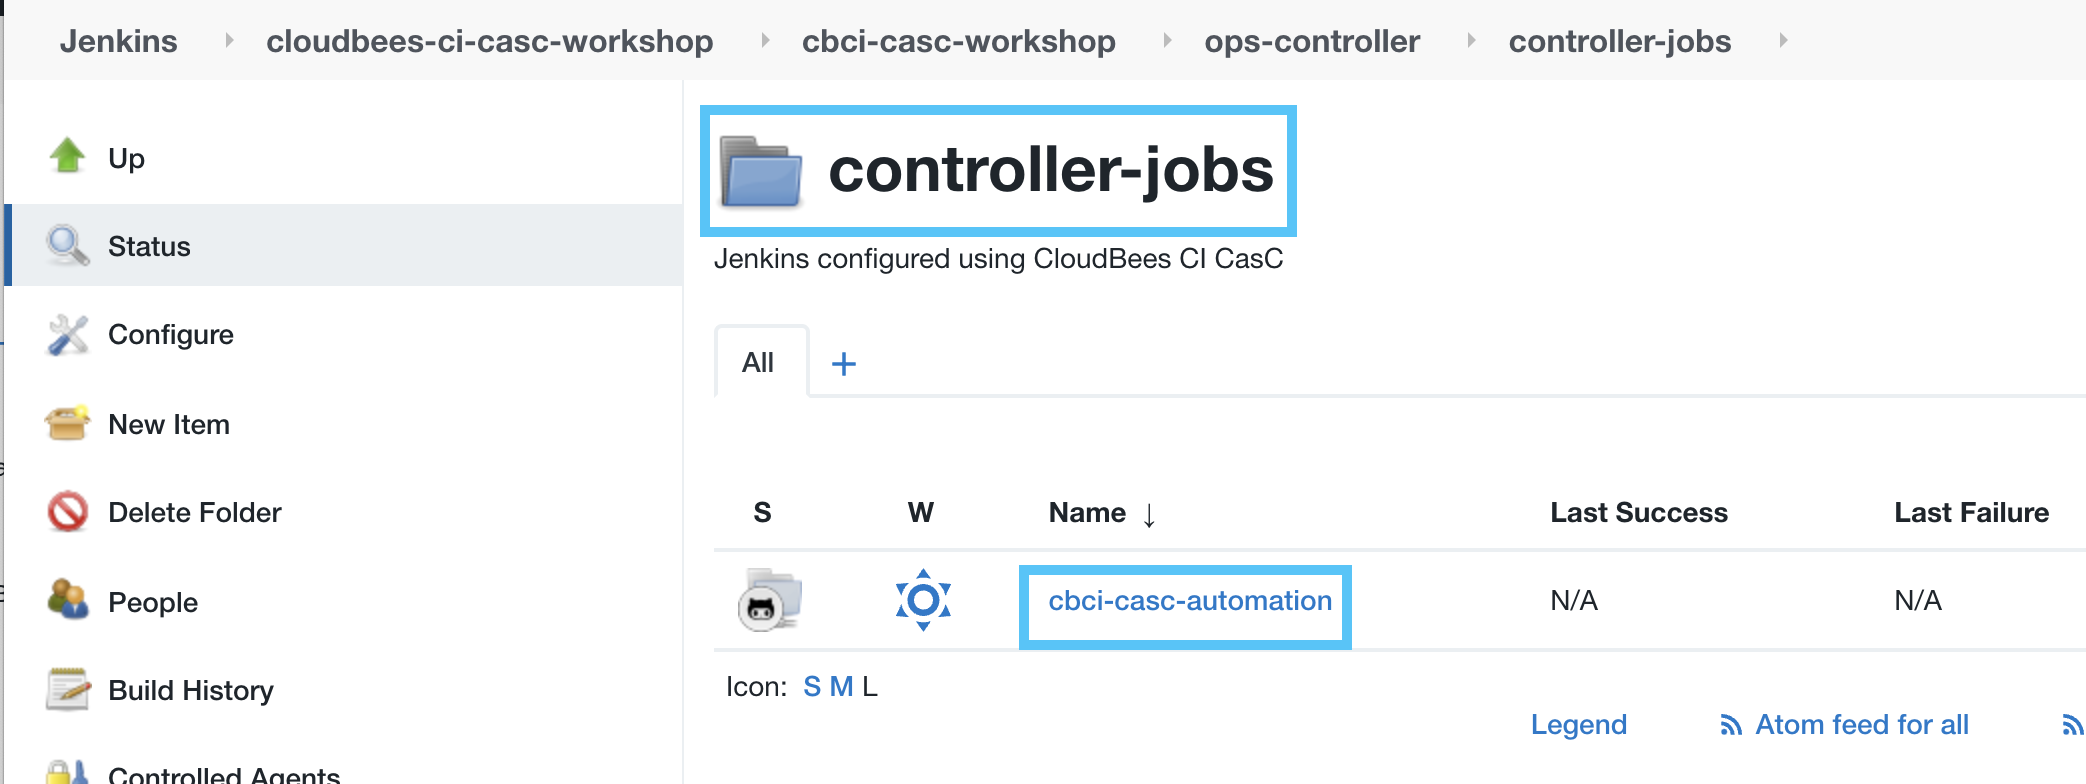 Jenkins cloudbees-ci-casc-workshop cbci-casc-workshop ops-controller controller-jobs
Up
Status
Configure
New Item
Delete Folder
People
Build History
Controlled Agents
controller-jobs
Jenkins configured using CloudBees CI CasC
All +
S W Name ↓ Last Success Last Failure
cbci-casc-automation N/A N/A
Icon: S M L
Legend Atom feed for all